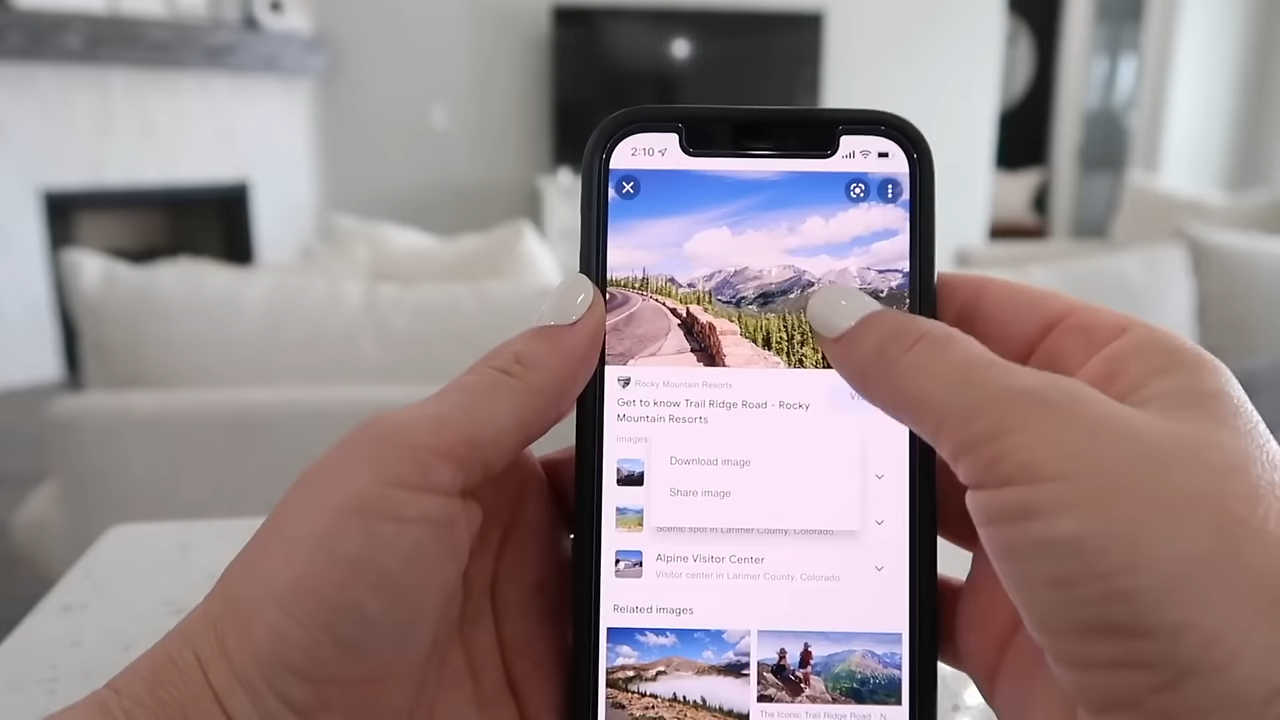 2:10
Rocky Mountain Resorts
Get to know Trail Ridge Road - Rocky
Mountain Resorts
Images
Download image
Share image
Scenic spot in Larimer County, Colorado
Alpine Visitor Center
Visitor center in Larimer County, Colorado
Related images
The Iconic Trail Ridge Road - N